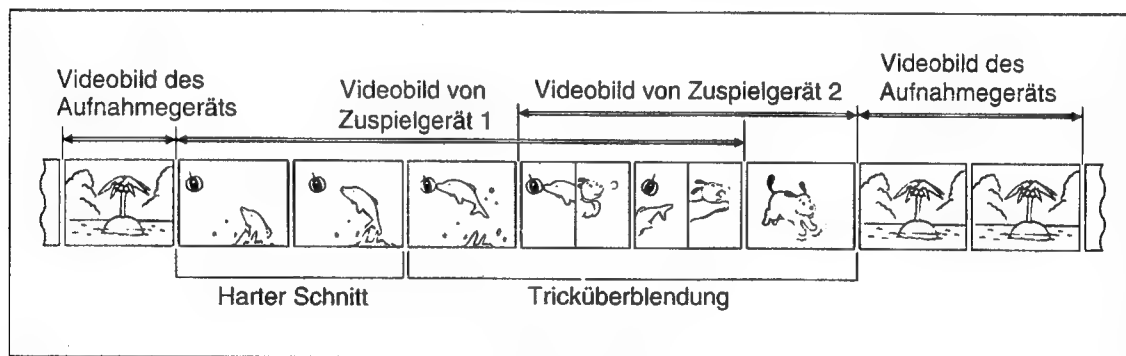 Videobild des
Aufnahmegeräts
Videobild von
Zuspielgerät 1
Videobild von Zuspielgerät 2
Videobild des
Aufnahmegeräts
Harter Schnitt
Tricküberblendung